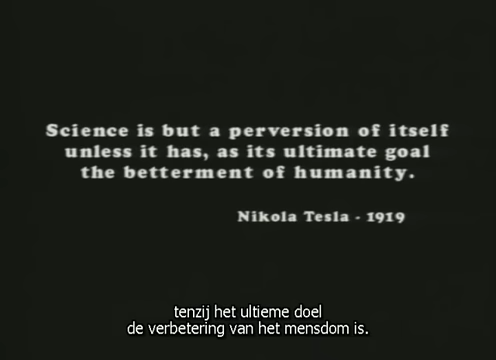 Science is but a perversion of itself
unless it has, as its ultimate goal
the betterment of humanity.
Nikola Tesla - 1919
tenzij het ultieme doel
de verbetering van het mensdom is.